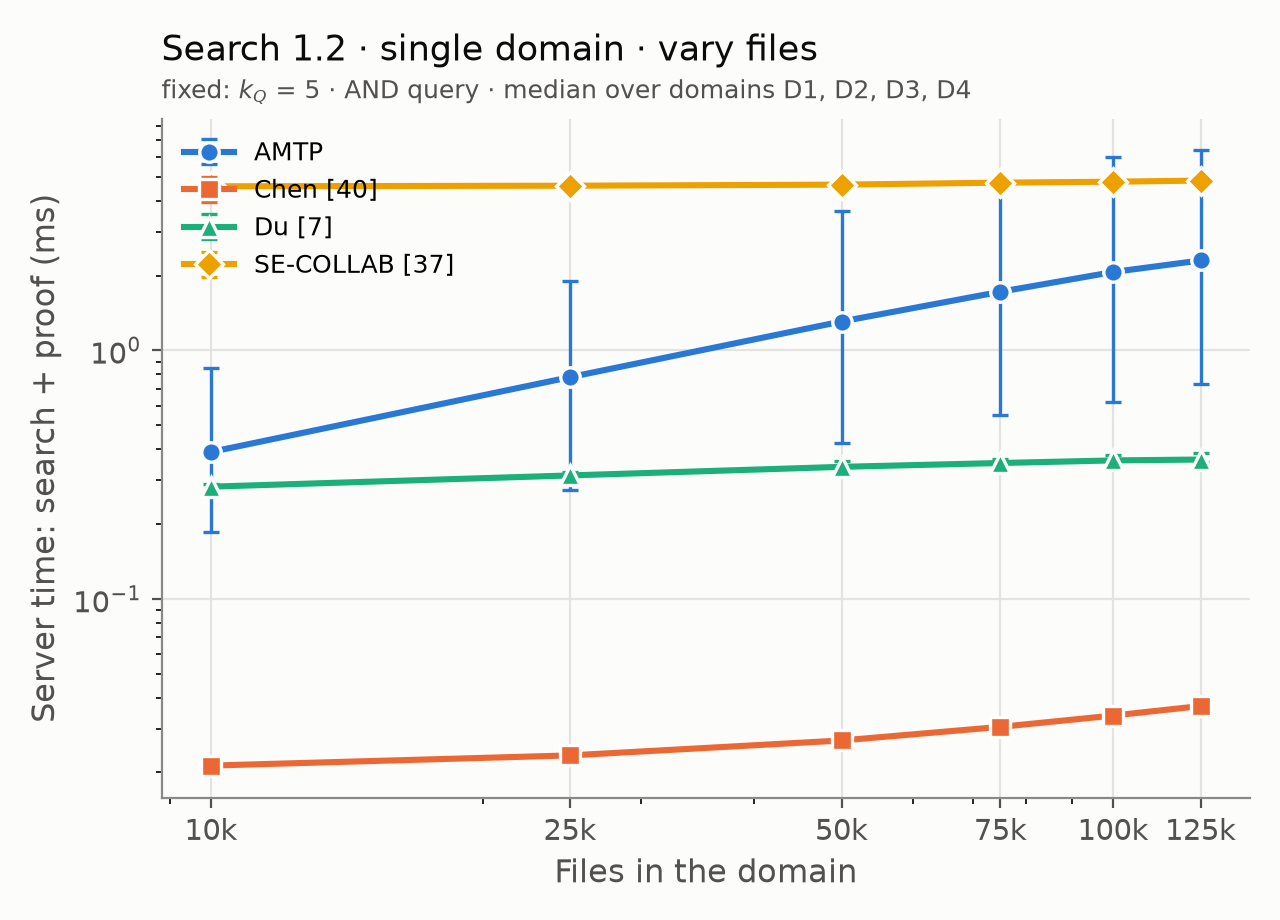 Search 1.2 · single domain · vary files
fixed: k_Q = 5 · AND query · median over domains D1, D2, D3, D4
AMTP
Chen [40]
Du [7]
SE-COLLAB [37]
Server time: search + proof (ms)
10⁰
10⁻¹
10k 25k 50k 75k 100k 125k
Files in the domain